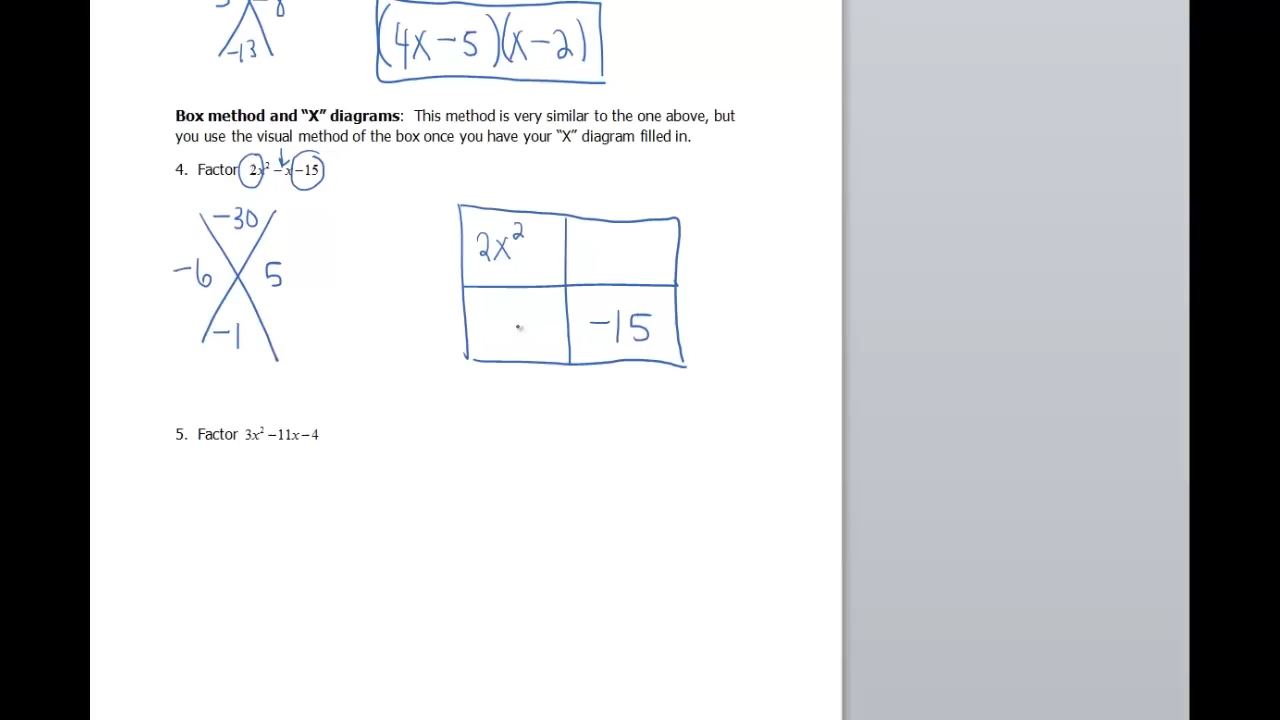 -13
(4x-5)(x-2)
Box method and "X" diagrams: This method is very similar to the one above, but
you use the visual method of the box once you have your "X" diagram filled in.
4. Factor 2x² - x - 15
-30
-6 5
-1
2x²
-15
5. Factor 3x² - 11x - 4